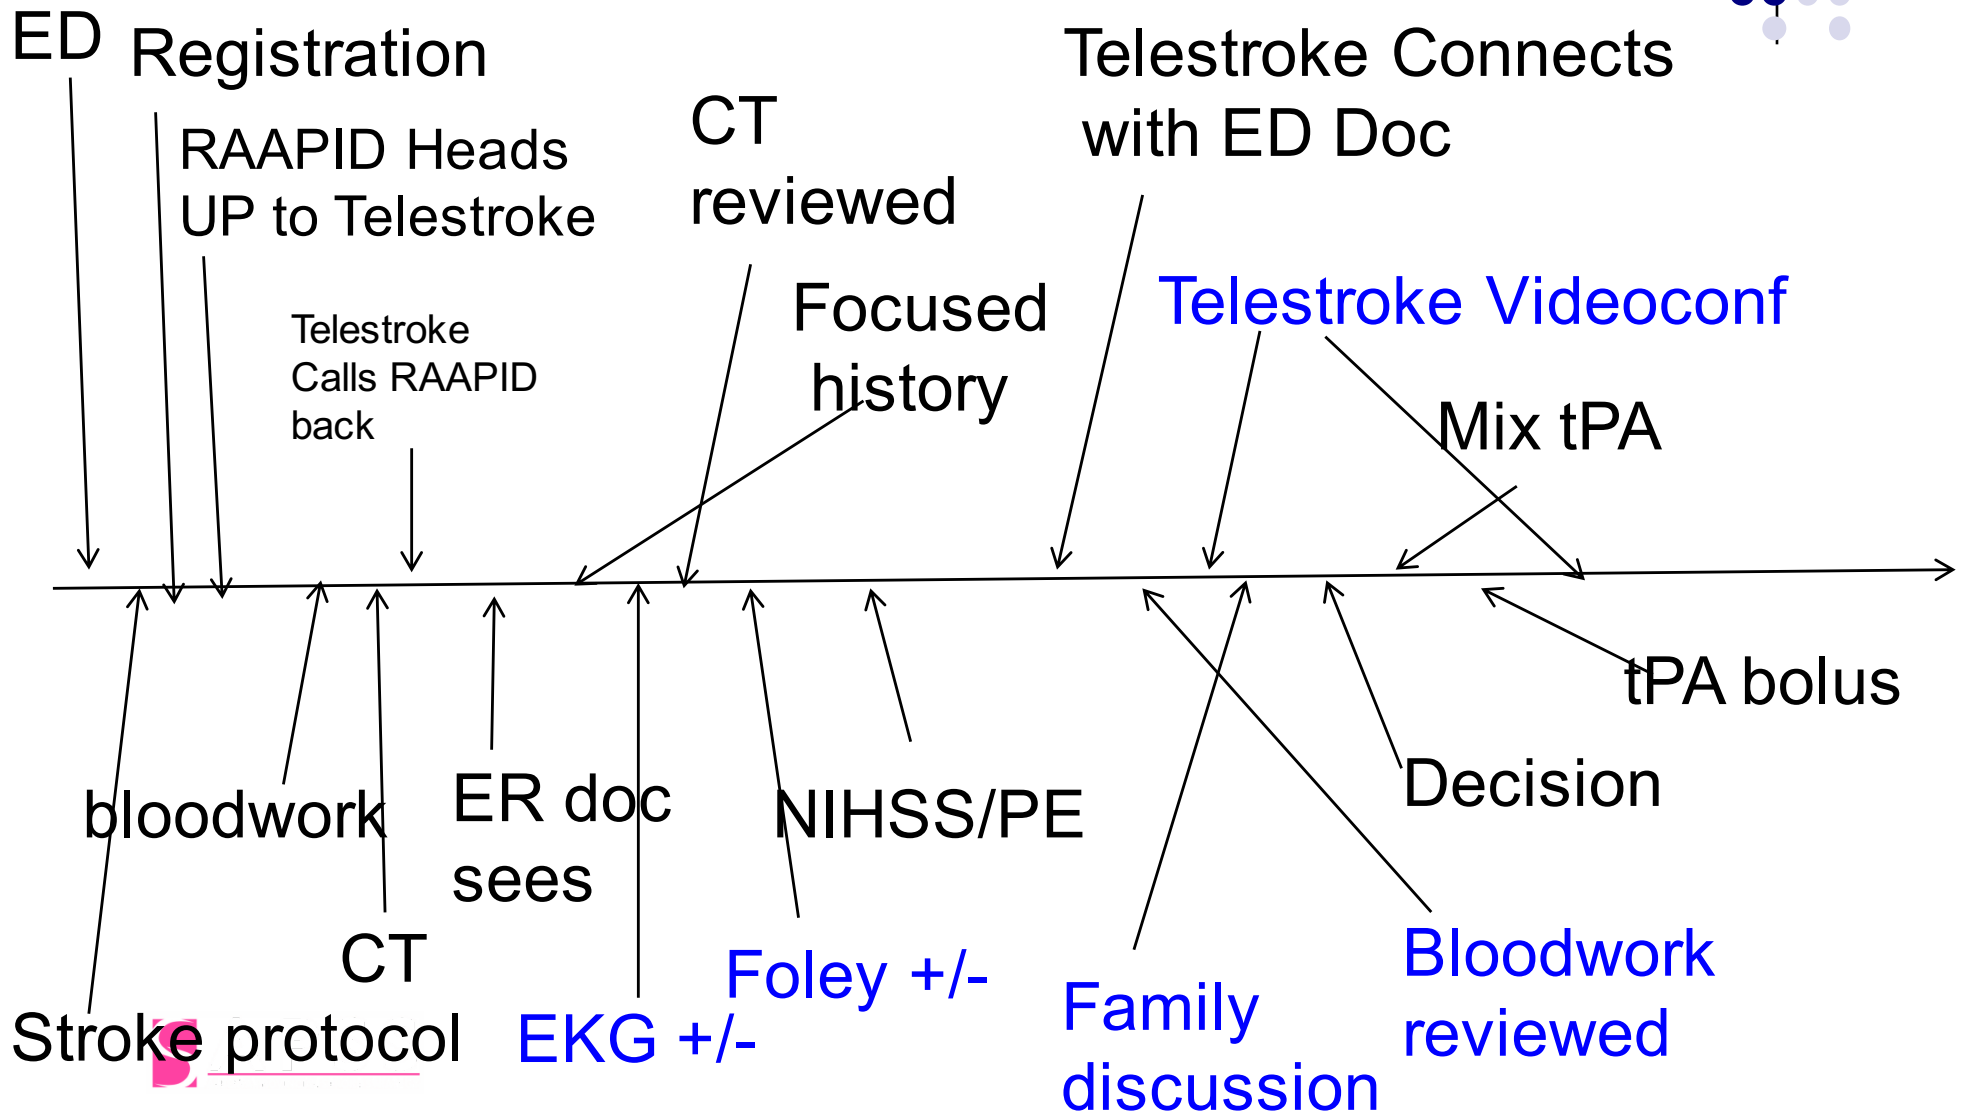 ED
Registration
RAAPID Heads
UP to Telestroke
Telestroke
Calls RAAPID
back
CT
reviewed
Focused
history
Telestroke Connects
with ED Doc
Telestroke Videoconf
Mix tPA
tPA bolus
bloodwork
ER doc
sees
NIHSS/PE
Decision
CT
Foley +/-
Bloodwork
reviewed
Family
discussion
Stroke protocol
EKG +/-